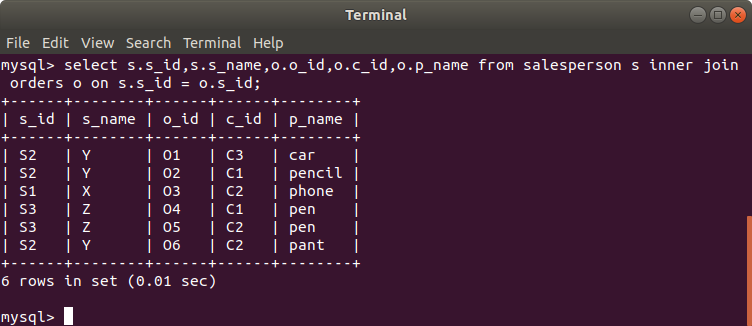 Terminal
File Edit View Search Terminal Help
mysql> select s.s_id,s.s_name,o.o_id,o.c_id,o.p_name from salesperson s inner join
 orders o on s.s_id = o.s_id;
+------+--------+------+------+--------+
| s_id | s_name | o_id | c_id | p_name |
+------+--------+------+------+--------+
| S2   | Y      | O1   | C3   | car    |
| S2   | Y      | O2   | C1   | pencil |
| S1   | X      | O3   | C2   | phone  |
| S3   | Z      | O4   | C1   | pen    |
| S3   | Z      | O5   | C2   | pen    |
| S2   | Y      | O6   | C2   | pant   |
+------+--------+------+------+--------+
6 rows in set (0.01 sec)
mysql>